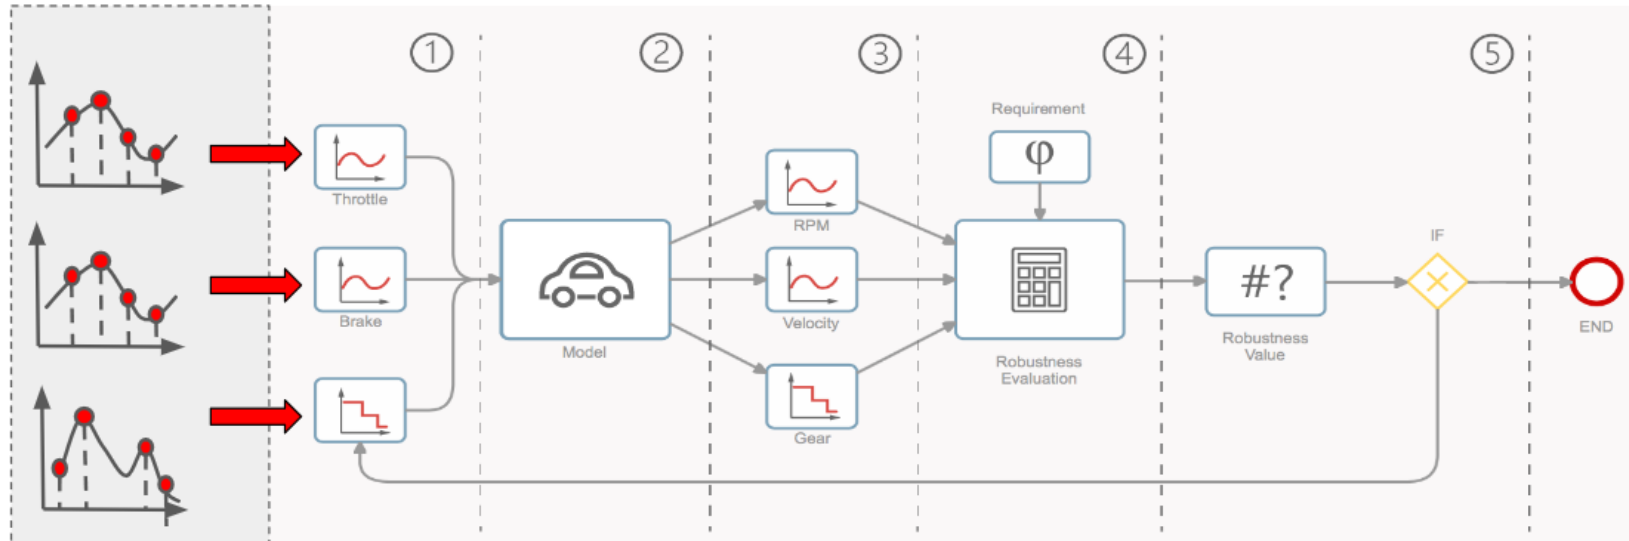 1
2
3
4
5
Requirement
φ
Throttle
RPM
IF
Brake
Velocity
#?
Model
Robustness
Evaluation
Robustness
Value
END
Gear